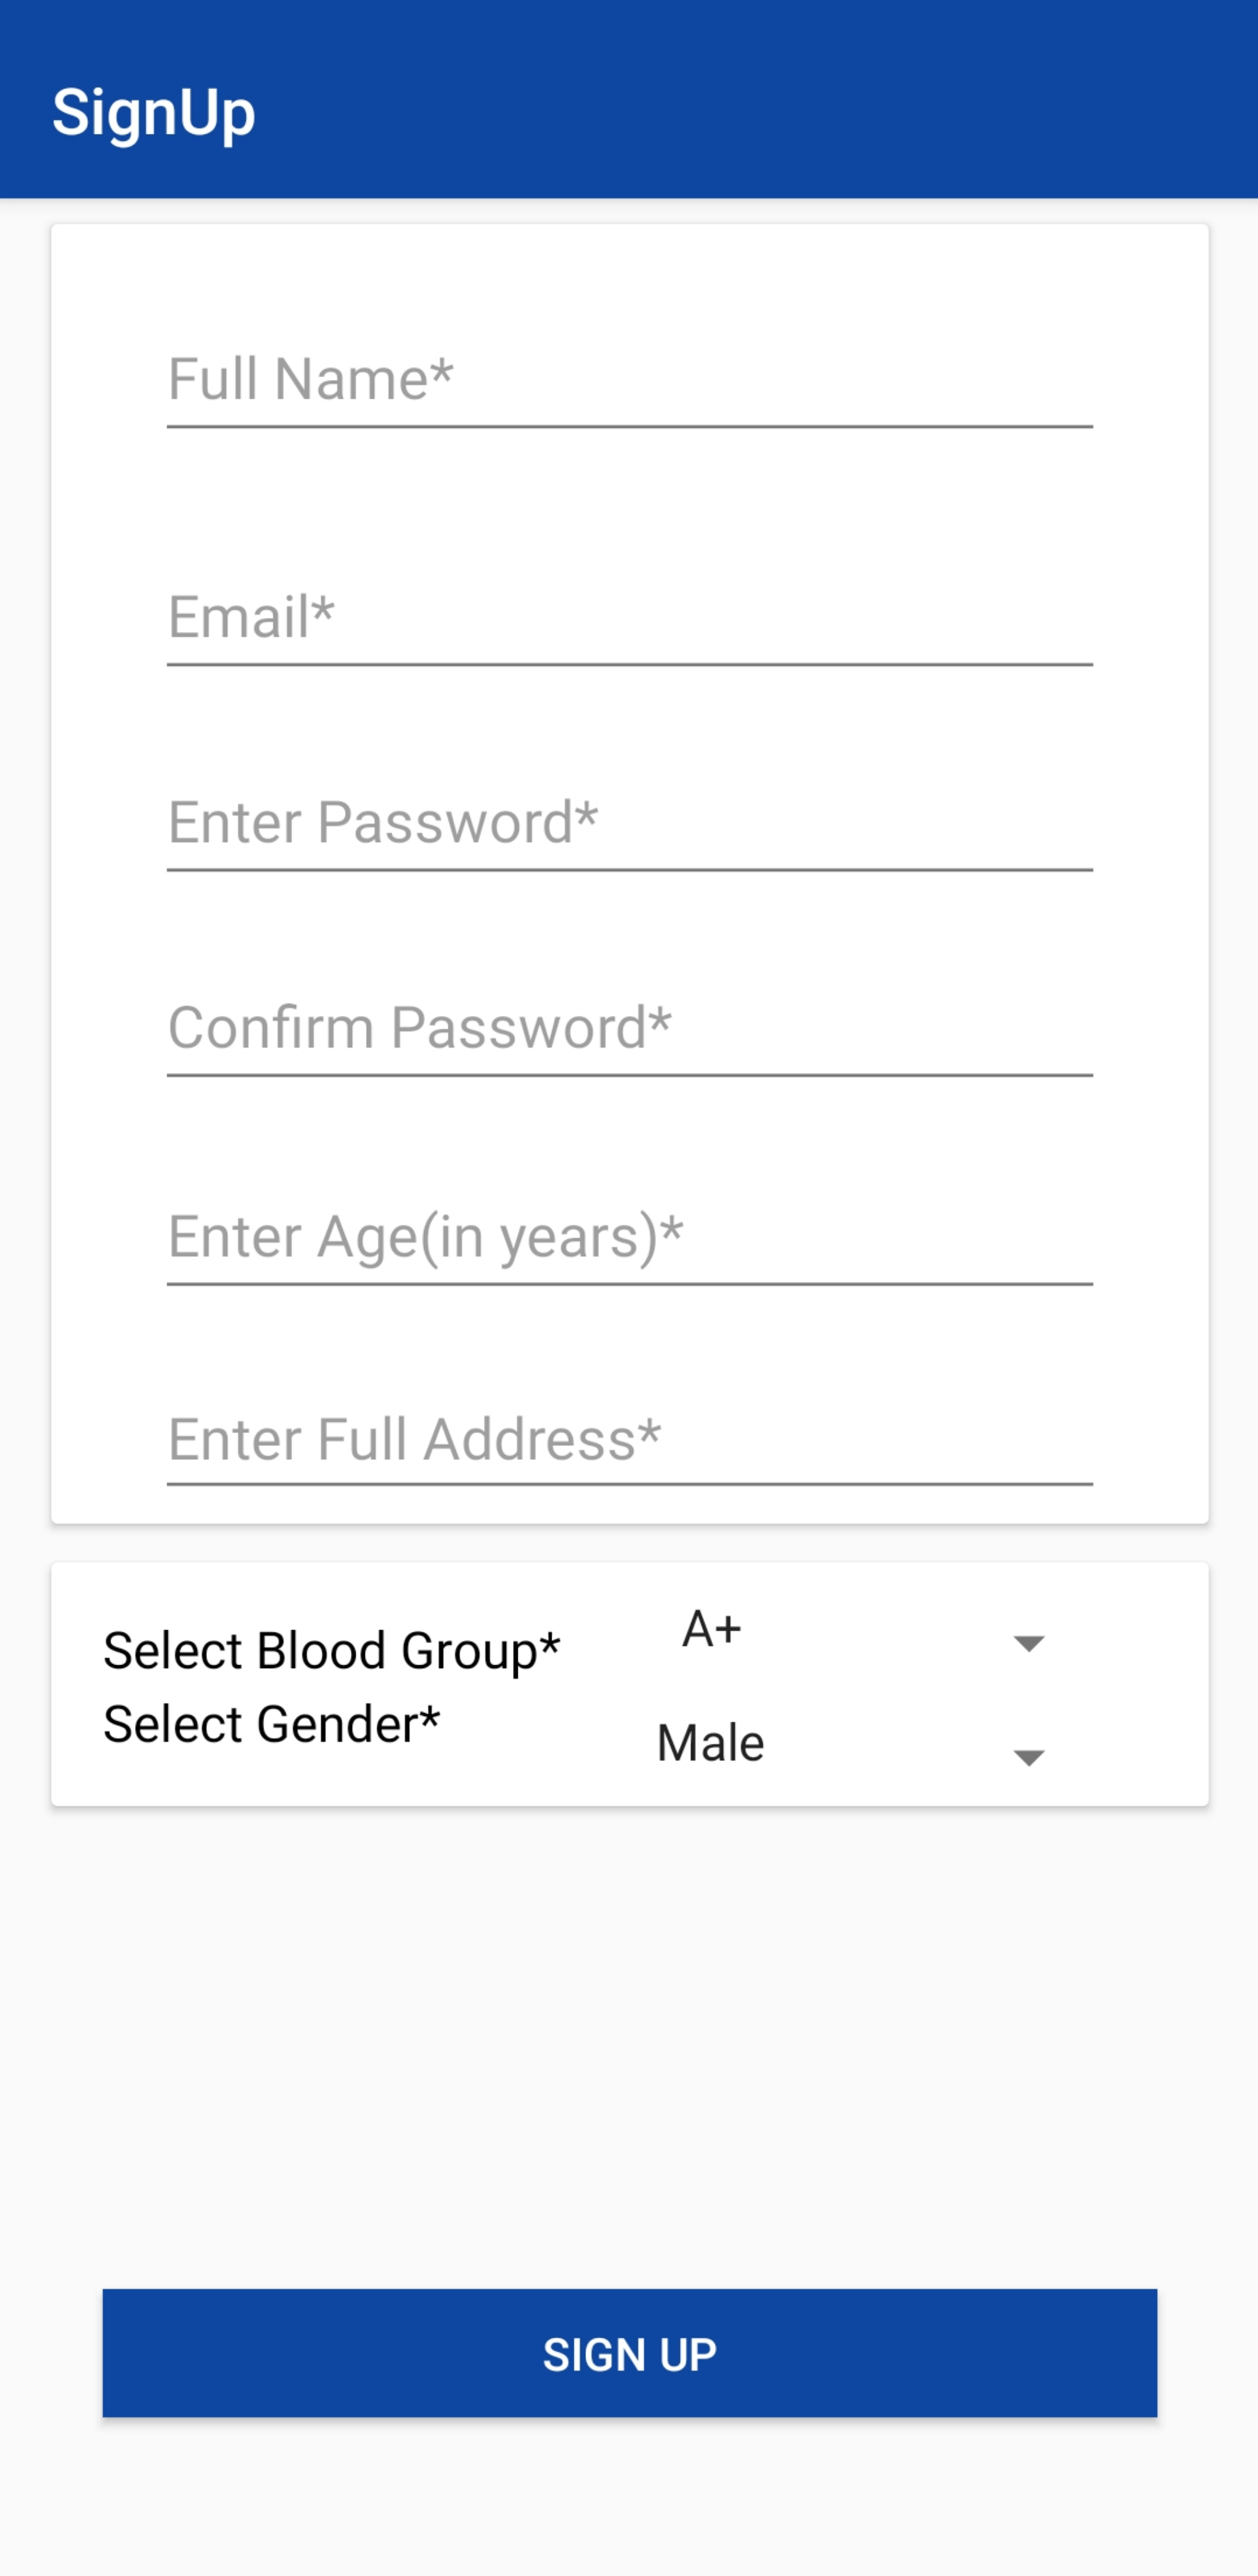 SignUp
Full Name*
Email*
Enter Password*
Confirm Password*
Enter Age(in years)*
Enter Full Address*
Select Blood Group* A+
Select Gender* Male
SIGN UP